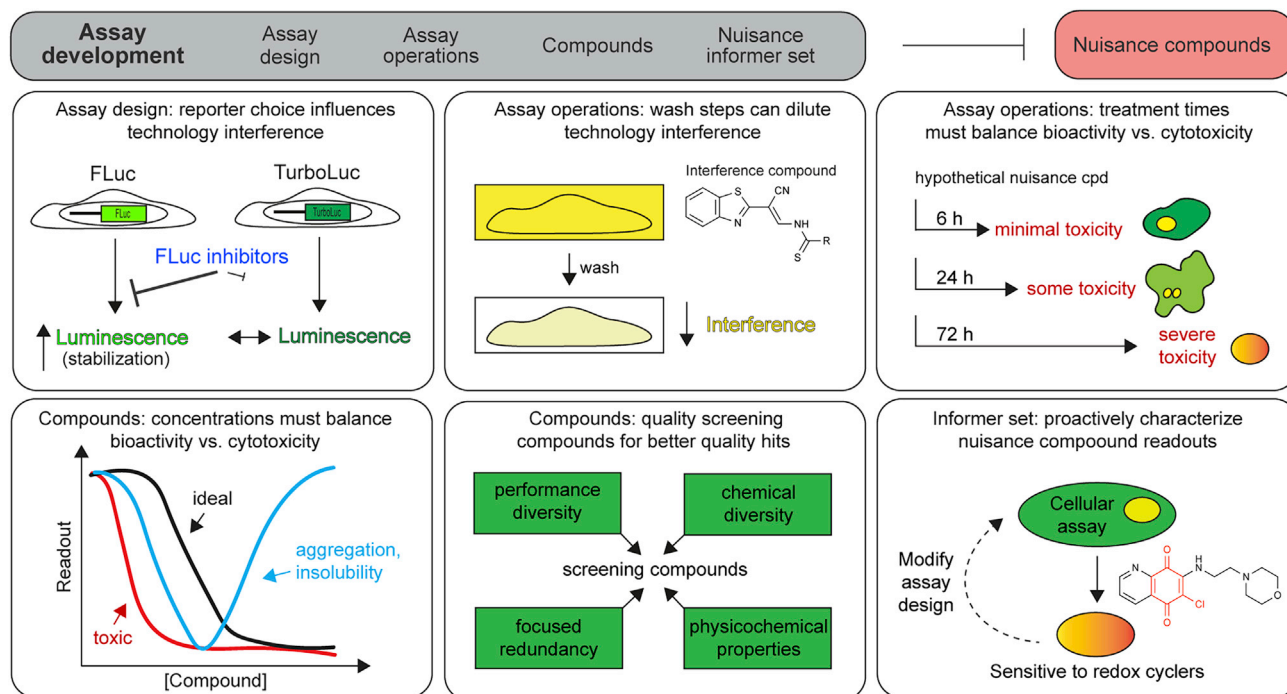 Assay
development
Assay
design
Assay
operations
Compounds
Nuisance
informer set
Nuisance compounds
Assay design: reporter choice influences
technology interference
FLuc
TurboLuc
FLuc
TurboLuc
FLuc inhibitors
Luminescence
(stabilization)
Luminescence
Assay operations: wash steps can dilute
technology interference
Interference compound
S
N
CN
NH
S
R
wash
Interference
Assay operations: treatment times
must balance bioactivity vs. cytotoxicity
hypothetical nuisance cpd
6 h
minimal toxicity
24 h
some toxicity
72 h
severe
toxicity
Compounds: concentrations must balance
bioactivity vs. cytotoxicity
Readout
ideal
aggregation,
insolubility
toxic
[Compound]
Compounds: quality screening
compounds for better quality hits
performance
diversity
chemical
diversity
screening compounds
focused
redundancy
physicochemical
properties
Informer set: proactively characterize
nuisance compoound readouts
Cellular
assay
Modify
assay
design
N
O
O
H
N
Cl
N
O
Sensitive to redox cyclers